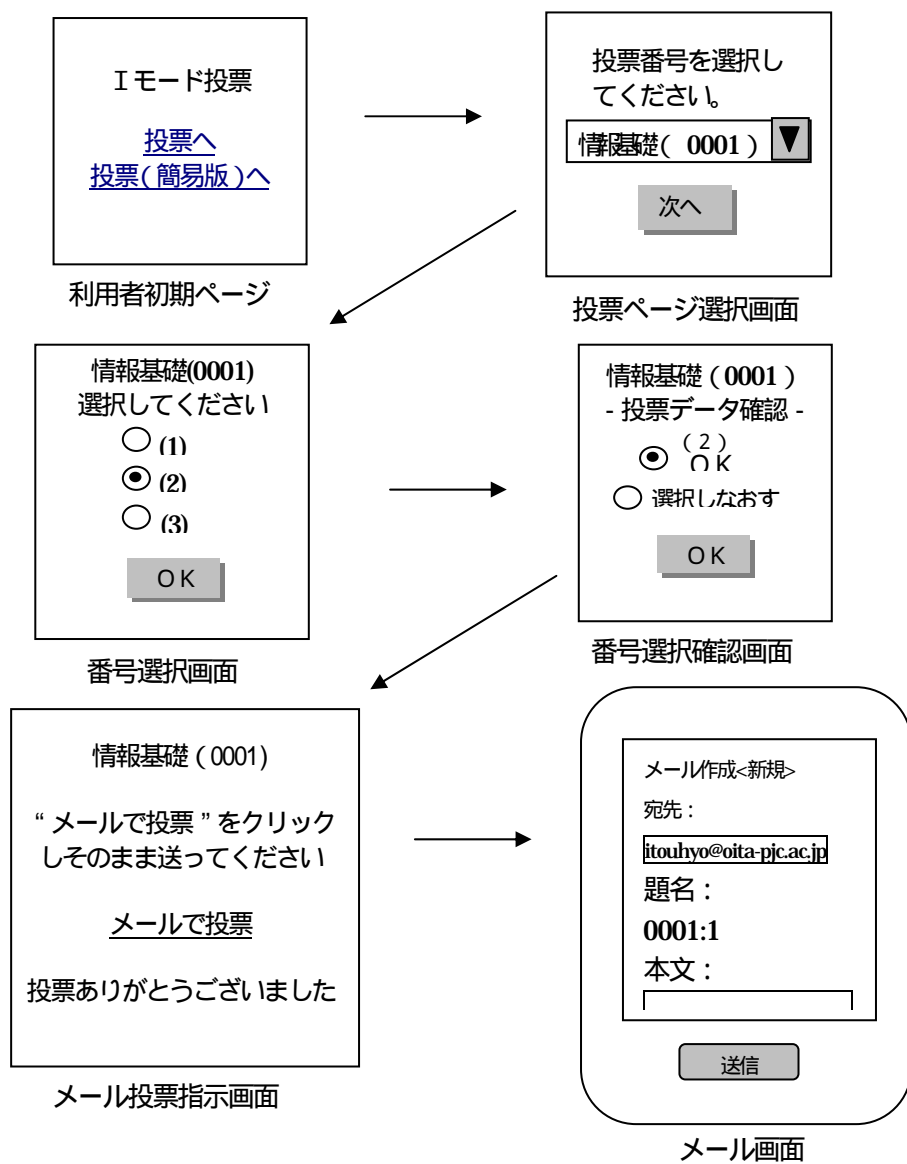 Ｉモード投票
投票へ
投票(簡易版)へ
利用者初期ページ
投票番号を選択し
てください。
情報基礎( 0001 ) ▼
次へ
投票ページ選択画面
情報基礎(0001)
選択してください
(1)
(2)
(3)
ＯＫ
番号選択画面
情報基礎 ( 0001 )
- 投票データ確認 -
( 2 )
ＯＫ
選択しなおす
ＯＫ
番号選択確認画面
情報基礎 ( 0001)
“ メールで投票 ” をクリック
しそのまま送ってください
メールで投票
投票ありがとうございました
メール投票指示画面
メール作成<新規>
宛先：
itouhyo@oita-pjc.ac.jp
題名：
0001:1
本文：
送信
メール画面